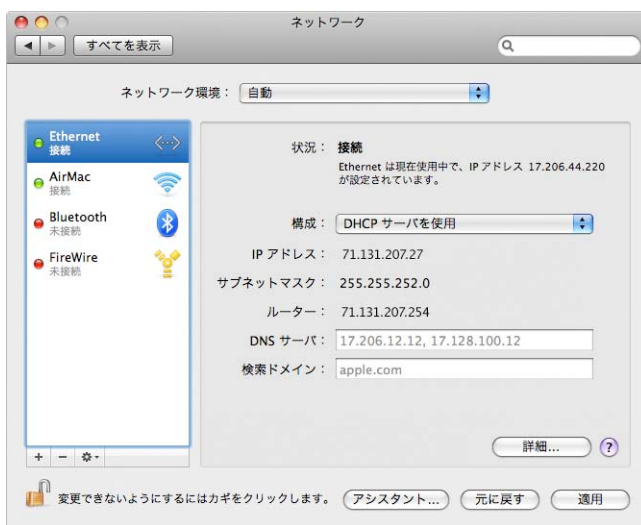 ネットワーク
すべてを表示
ネットワーク環境： 自動
Ethernet
接続
AirMac
接続
Bluetooth
未接続
FireWire
未接続
状況： 接続
Ethernet は現在使用中で、IP アドレス 17.206.44.220
が設定されています。
構成： DHCP サーバを使用
IP アドレス： 71.131.207.27
サブネットマスク： 255.255.252.0
ルーター： 71.131.207.254
DNS サーバ： 17.206.12.12, 17.128.100.12
検索ドメイン： apple.com
詳細... ?
+ −
変更できないようにするにはカギをクリックします。 アシスタント... 元に戻す 適用